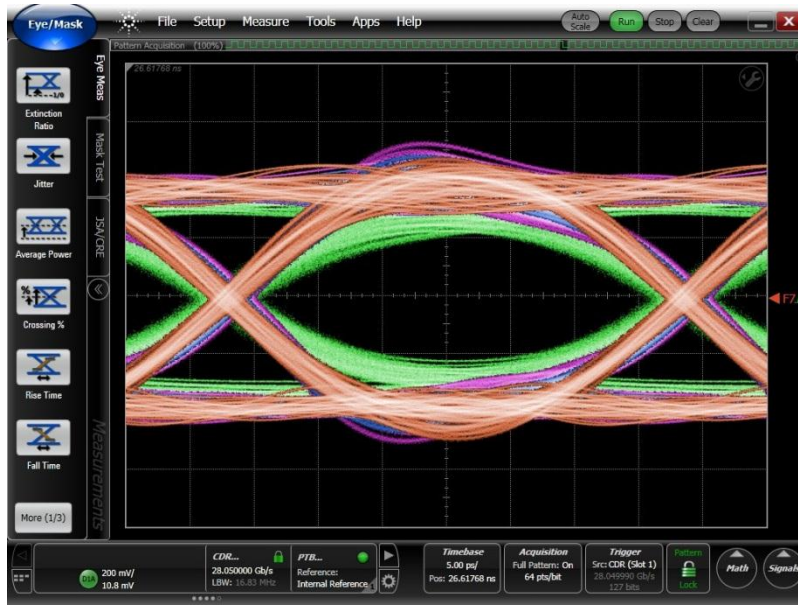 Eye/Mask
File Setup Measure Tools Apps Help
Auto Scale
Run
Stop
Clear
Pattern Acquisition (100%)
26.61768 ns
Eye Meas
Mask Test
JSA/CRE
Measurements
Extinction
Ratio
Jitter
Average Power
Crossing %
Rise Time
Fall Time
More (1/3)
F7
D1A
200 mV/
10.8 mV
CDR...
28.050000 Gb/s
LBW: 16.83 MHz
PTB...
Reference:
Internal Reference
Timebase
5.00 ps/
Pos: 26.61768 ns
Acquisition
Full Pattern: On
64 pts/bit
Trigger
Src: CDR (Slot 1)
28.049990 Gb/s
127 bits
Pattern
Lock
Math
Signals